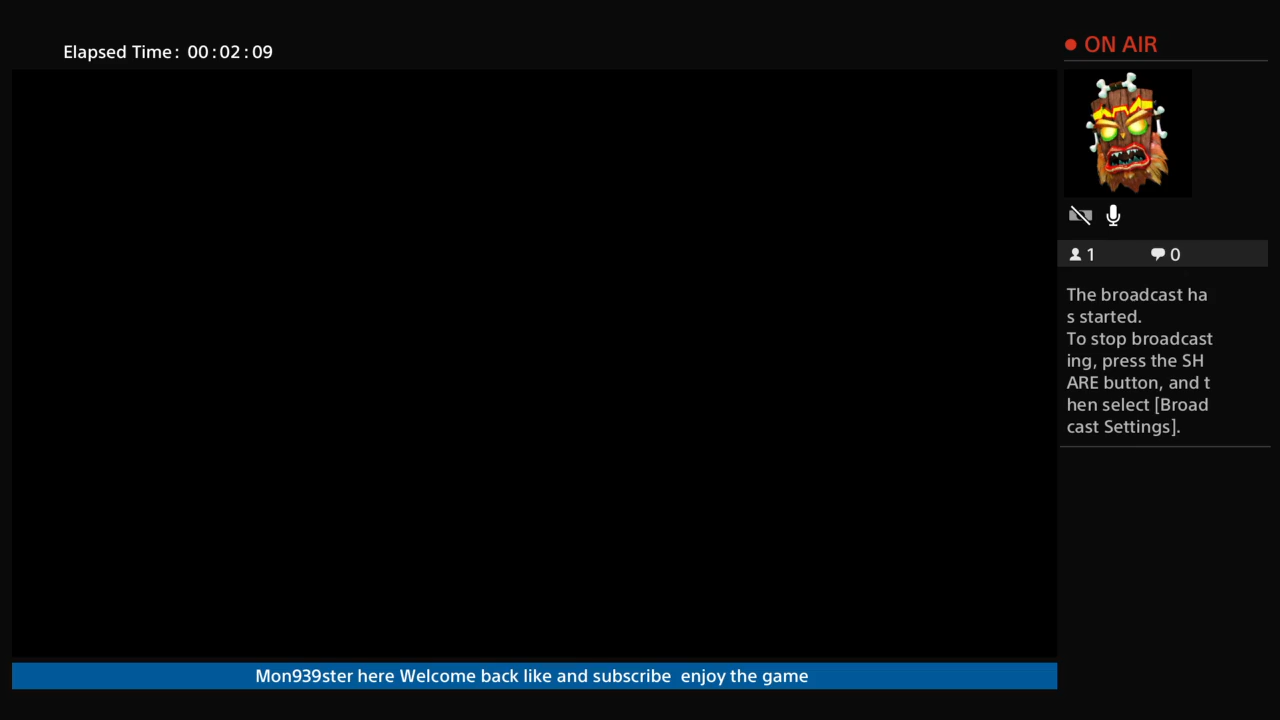 Elapsed Time: 00:02:09
ON AIR
1 0
The broadcast ha
s started.
To stop broadcast
ing, press the SH
ARE button, and t
hen select [Broad
cast Settings].
Mon939ster here Welcome back like and subscribe  enjoy the game